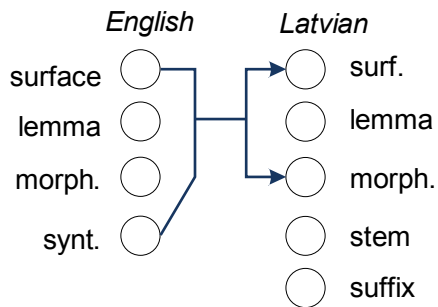 English Latvian
surface surf.
lemma lemma
morph. morph.
synt. stem
suffix